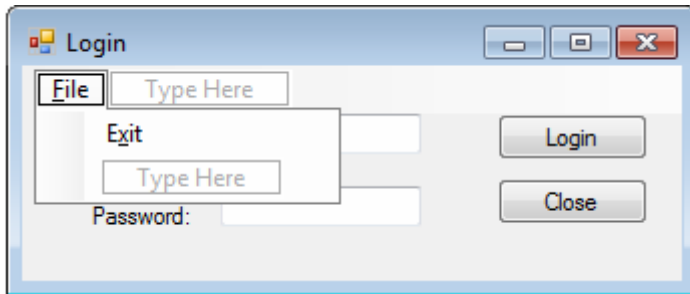 Login
File Type Here
Exit Login
Type Here
Password: Close